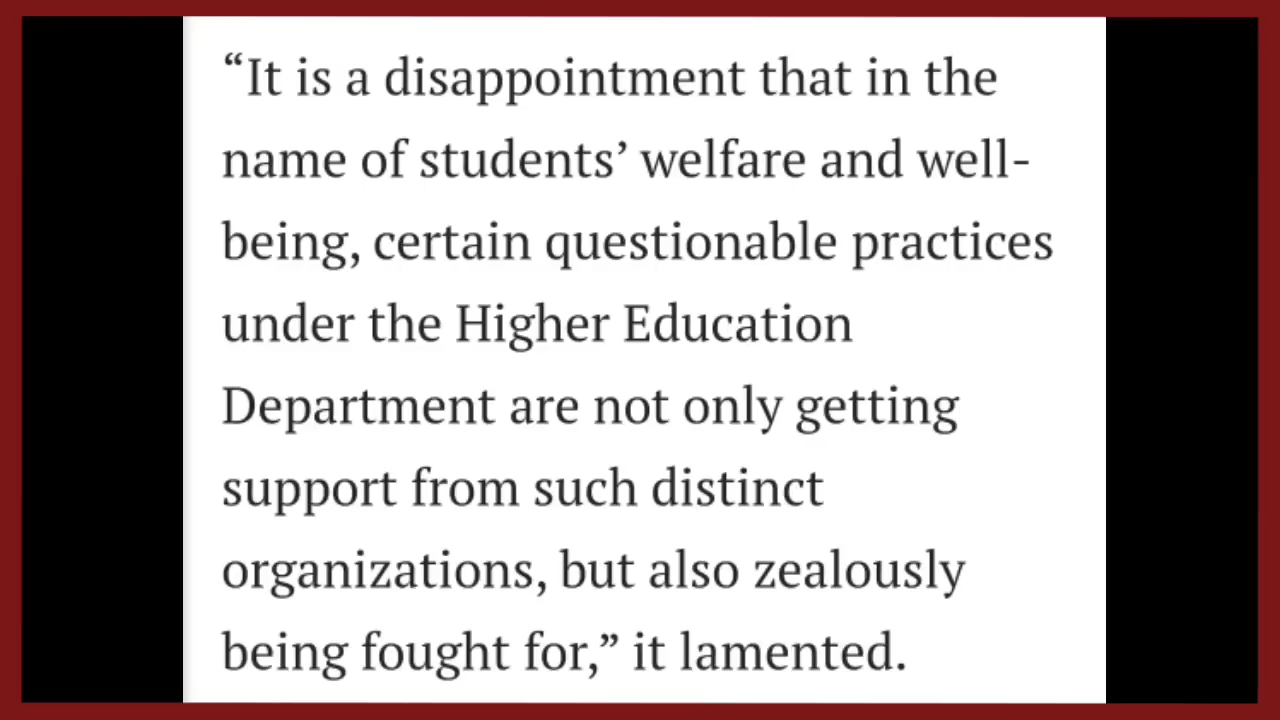 “It is a disappointment that in the
name of students’ welfare and well-
being, certain questionable practices
under the Higher Education
Department are not only getting
support from such distinct
organizations, but also zealously
being fought for,” it lamented.